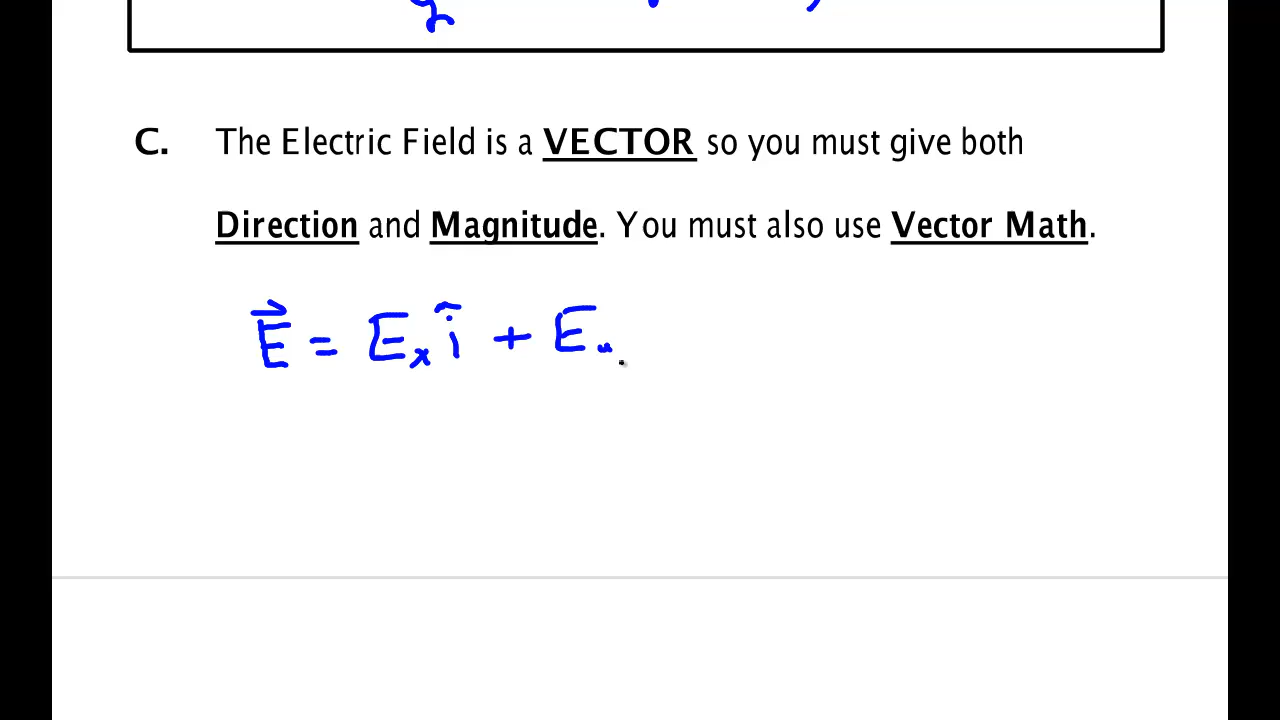 C. The Electric Field is a VECTOR so you must give both
Direction and Magnitude. You must also use Vector Math.
E⃗ = Eₓ î + E